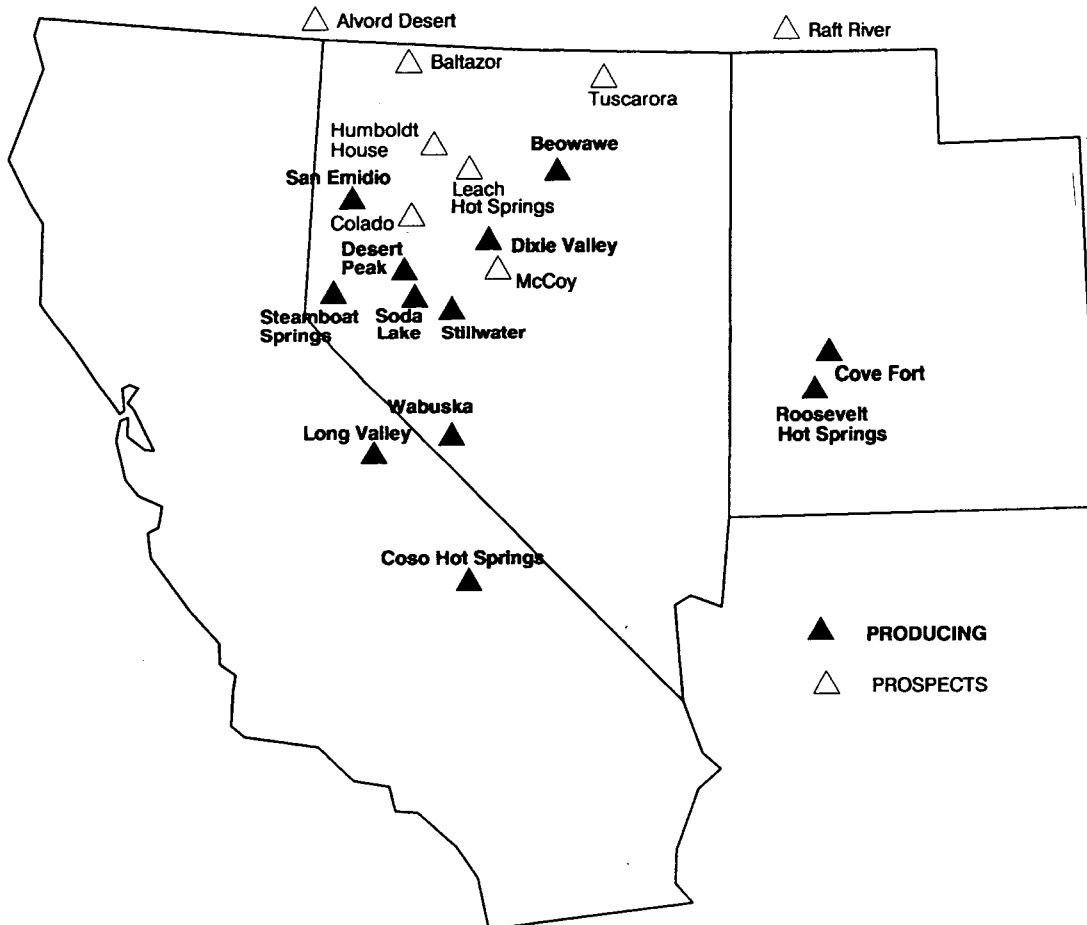 Alvord Desert
Raft River
Baltazor
Tuscarora
Humboldt
House
Beowawe
San Emidio
Leach
Hot Springs
Colado
Desert
Peak
Dixie Valley
McCoy
Steamboat
Springs
Soda
Lake
Stillwater
Cove Fort
Roosevelt
Hot Springs
Wabuska
Long Valley
Coso Hot Springs
PRODUCING
PROSPECTS